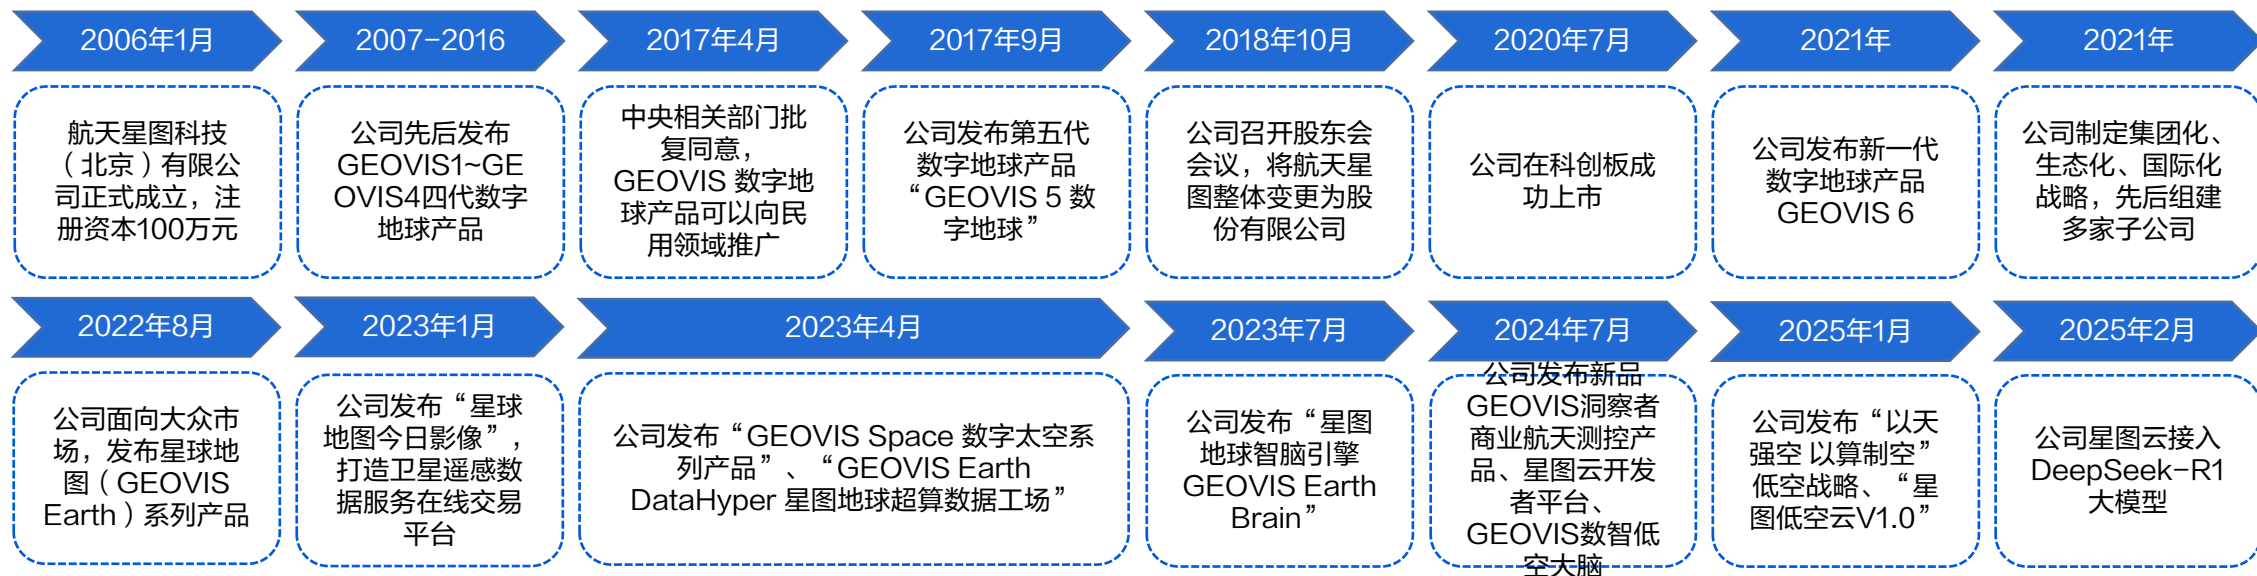 2006年1月
2007-2016
2017年4月
2017年9月
2018年10月
2020年7月
2021年
2021年
航天星图科技
（北京）有限公
司正式成立，注
册资本100万元
公司先后发布
GEOVIS1~GE
OVIS4四代数字
地球产品
中央相关部门批
复同意，
GEOVIS 数字地
球产品可以向民
用领域推广
公司发布第五代
数字地球产品
“GEOVIS 5 数
字地球”
公司召开股东会
会议，将航天星
图整体变更为股
份有限公司
公司在科创板成
功上市
公司发布新一代
数字地球产品
GEOVIS 6
公司制定集团化、
生态化、国际化
战略，先后组建
多家子公司
2022年8月
2023年1月
2023年4月
2023年7月
2024年7月
2025年1月
2025年2月
公司面向大众市
场，发布星球地
图（GEOVIS
Earth）系列产品
公司发布“星球
地图今日影像”，
打造卫星遥感数
据服务在线交易
平台
公司发布“GEOVIS Space 数字太空系
列产品”、“GEOVIS Earth
DataHyper 星图地球超算数据工场”
公司发布“星图
地球智脑引擎
GEOVIS Earth
Brain”
公司发布新品
GEOVIS洞察者
商业航天测控产
品、星图云开发
者平台、
GEOVIS数智低
空大脑
公司发布“以天
强空 以算制空”
低空战略、“星
图低空云V1.0”
公司星图云接入
DeepSeek-R1
大模型